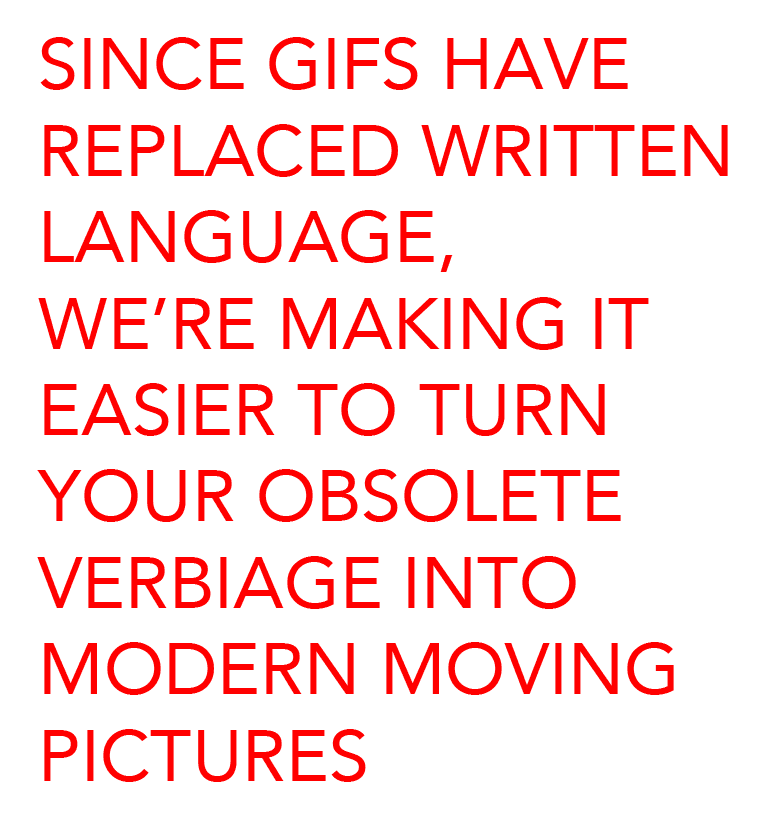 SINCE GIFS HAVE
REPLACED WRITTEN
LANGUAGE,
WE’RE MAKING IT
EASIER TO TURN
YOUR OBSOLETE
VERBIAGE INTO
MODERN MOVING
PICTURES